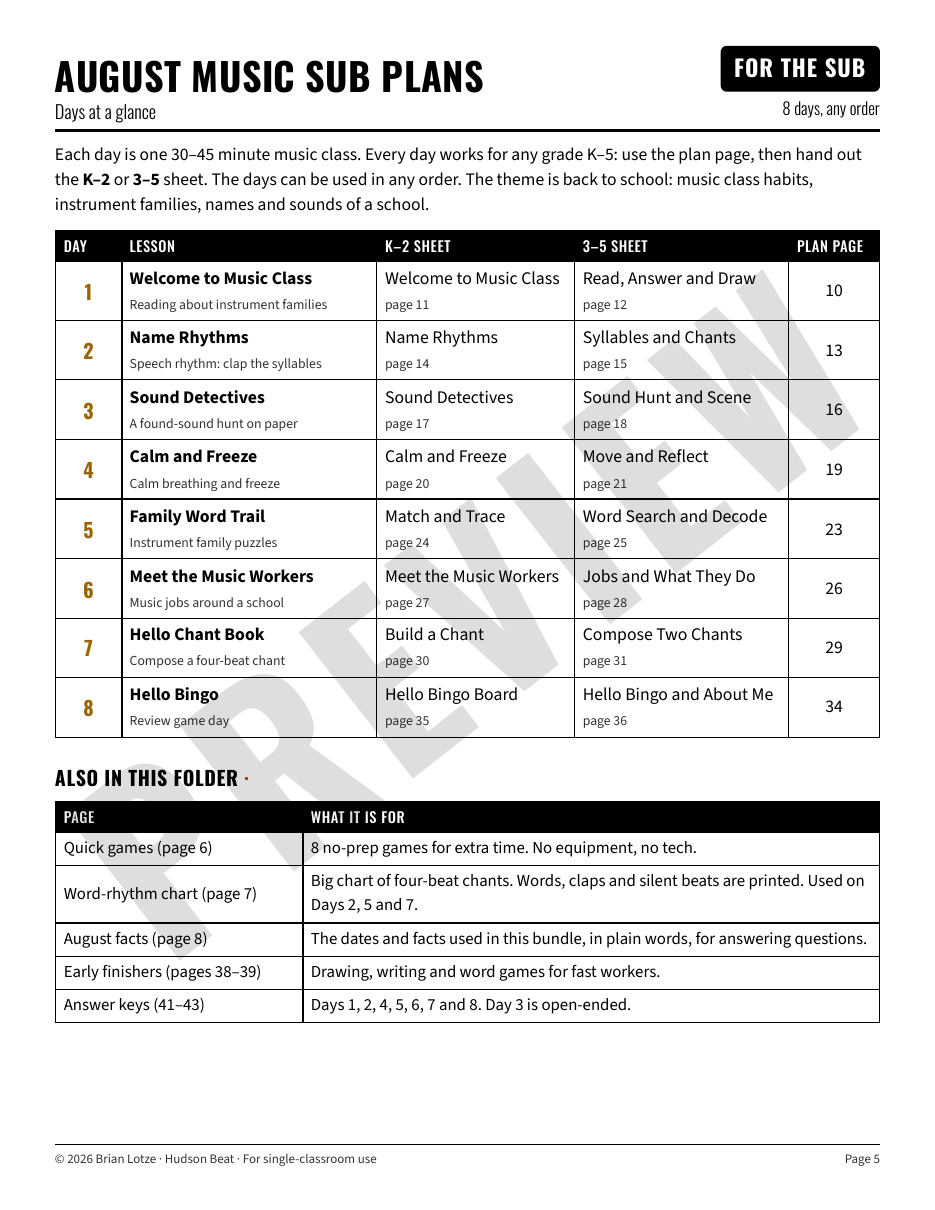 AUGUST MUSIC SUB PLANS
FOR THE SUB
Days at a glance
8 days, any order
Each day is one 30–45 minute music class. Every day works for any grade K–5: use the plan page, then hand out
the K–2 or 3–5 sheet. The days can be used in any order. The theme is back to school: music class habits,
instrument families, names and sounds of a school.
DAY LESSON K–2 SHEET 3–5 SHEET PLAN PAGE
1 Welcome to Music Class Welcome to Music Class Read, Answer and Draw 10
Reading about instrument families page 11 page 12
2 Name Rhythms Name Rhythms Syllables and Chants 13
Speech rhythm: clap the syllables page 14 page 15
3 Sound Detectives Sound Detectives Sound Hunt and Scene 16
A found-sound hunt on paper page 17 page 18
4 Calm and Freeze Calm and Freeze Move and Reflect 19
Calm breathing and freeze page 20 page 21
5 Family Word Trail Match and Trace Word Search and Decode 23
Instrument family puzzles page 24 page 25
6 Meet the Music Workers Meet the Music Workers Jobs and What They Do 26
Music jobs around a school page 27 page 28
7 Hello Chant Book Build a Chant Compose Two Chants 29
Compose a four-beat chant page 30 page 31
8 Hello Bingo Hello Bingo Board Hello Bingo and About Me 34
Review game day page 35 page 36
PREVIEW
ALSO IN THIS FOLDER ·
PAGE WHAT IT IS FOR
Quick games (page 6) 8 no-prep games for extra time. No equipment, no tech.
Word-rhythm chart (page 7) Big chart of four-beat chants. Words, claps and silent beats are printed. Used on
Days 2, 5 and 7.
August facts (page 8) The dates and facts used in this bundle, in plain words, for answering questions.
Early finishers (pages 38–39) Drawing, writing and word games for fast workers.
Answer keys (41–43) Days 1, 2, 4, 5, 6, 7 and 8. Day 3 is open-ended.
© 2026 Brian Lotze · Hudson Beat · For single-classroom use Page 5